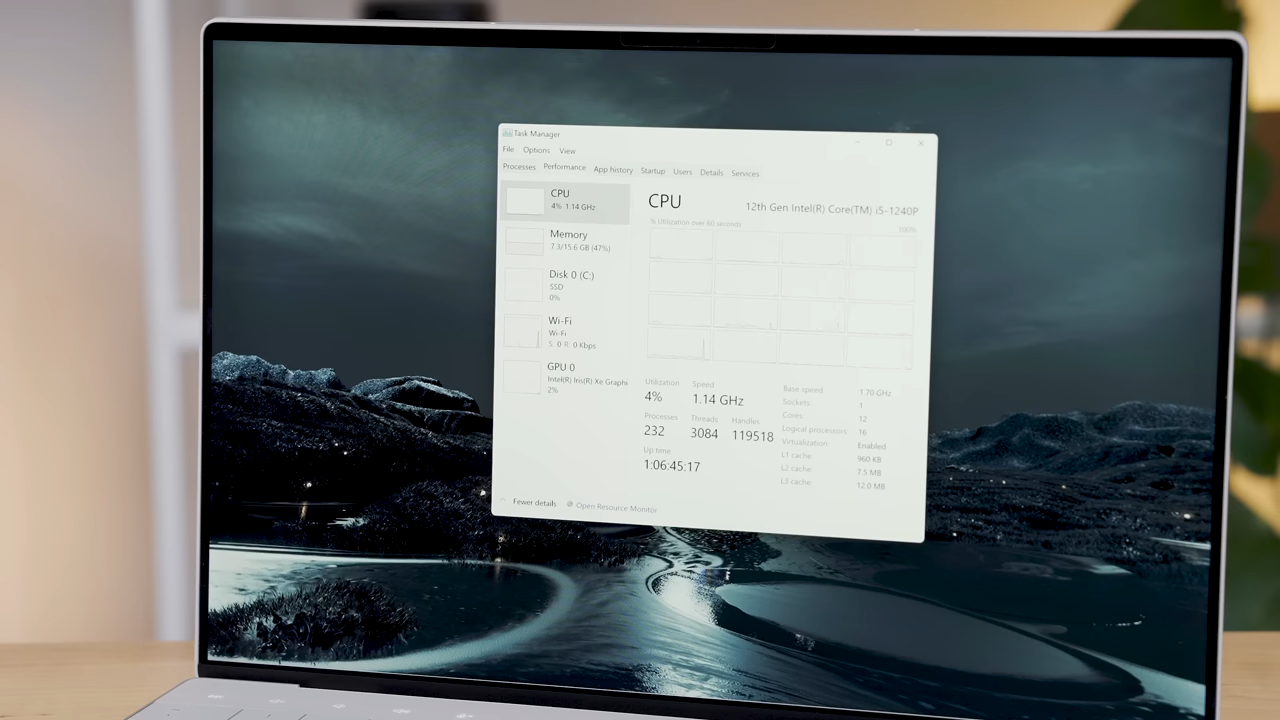 Task Manager
File Options View
Processes Performance App history Startup Users Details Services
CPU
4% 1.14 GHz
Memory
7.3/15.6 GB (47%)
Disk 0 (C:)
SSD
0%
Wi-Fi
Wi-Fi
S: 0 R: 0 Kbps
GPU 0
Intel(R) Iris(R) Xe Graphi
2%
CPU
12th Gen Intel(R) Core(TM) i5-1240P
% Utilization over 60 seconds
100%
Utilization Speed
4% 1.14 GHz
Processes Threads Handles
232 3084 119518
Up time
1:06:45:17
Base speed: 1.70 GHz
Sockets: 1
Cores: 12
Logical processors: 16
Virtualization: Enabled
L1 cache: 960 KB
L2 cache: 7.5 MB
L3 cache: 12.0 MB
Fewer details Open Resource Monitor